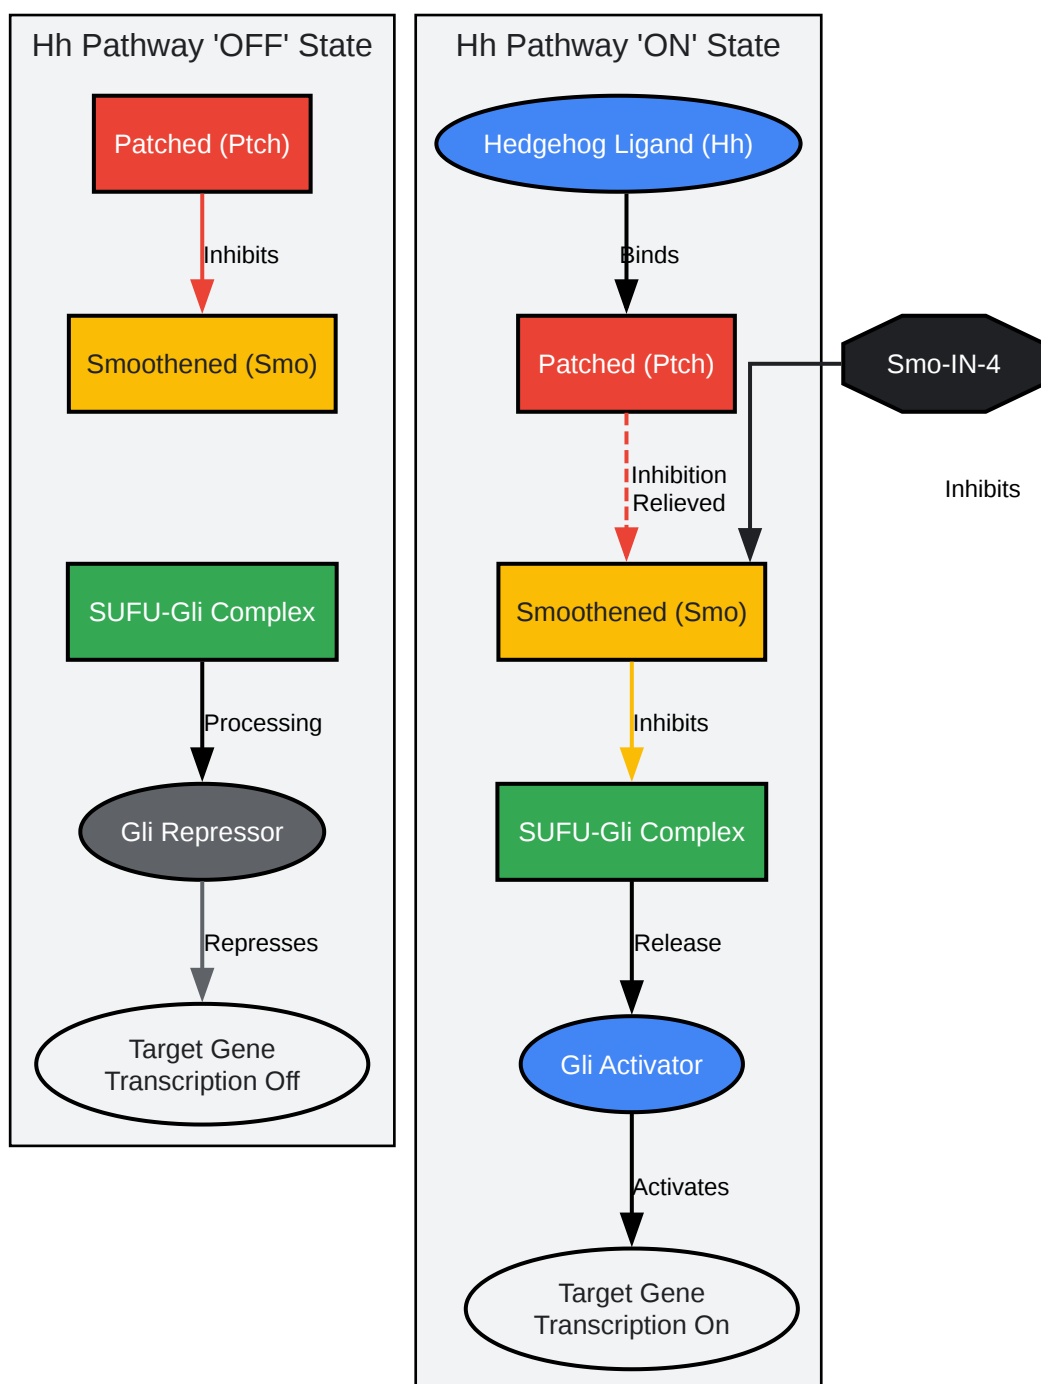 Hh Pathway 'OFF' State
Patched (Ptch)
Inhibits
Smoothened (Smo)
SUFU-Gli Complex
Processing
Gli Repressor
Represses
Target Gene
Transcription Off
Hh Pathway 'ON' State
Hedgehog Ligand (Hh)
Binds
Patched (Ptch)
Inhibition
Relieved
Smoothened (Smo)
Inhibits
SUFU-Gli Complex
Release
Gli Activator
Activates
Target Gene
Transcription On
Smo-IN-4
Inhibits